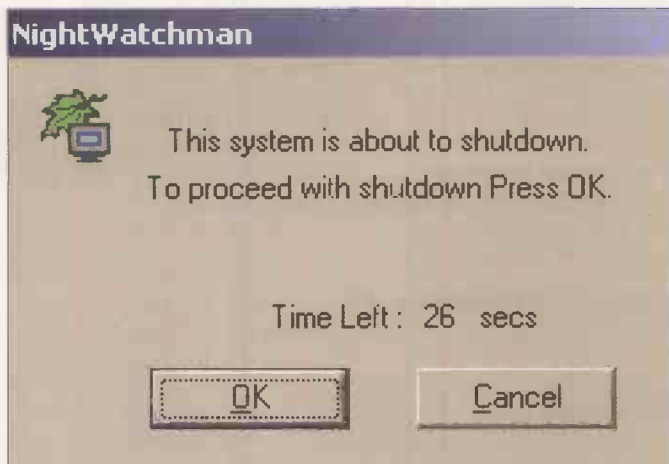 NightWatchman
This system is about to shutdown.
To proceed with shutdown Press OK.
Time Left : 26 secs
OK
Cancel